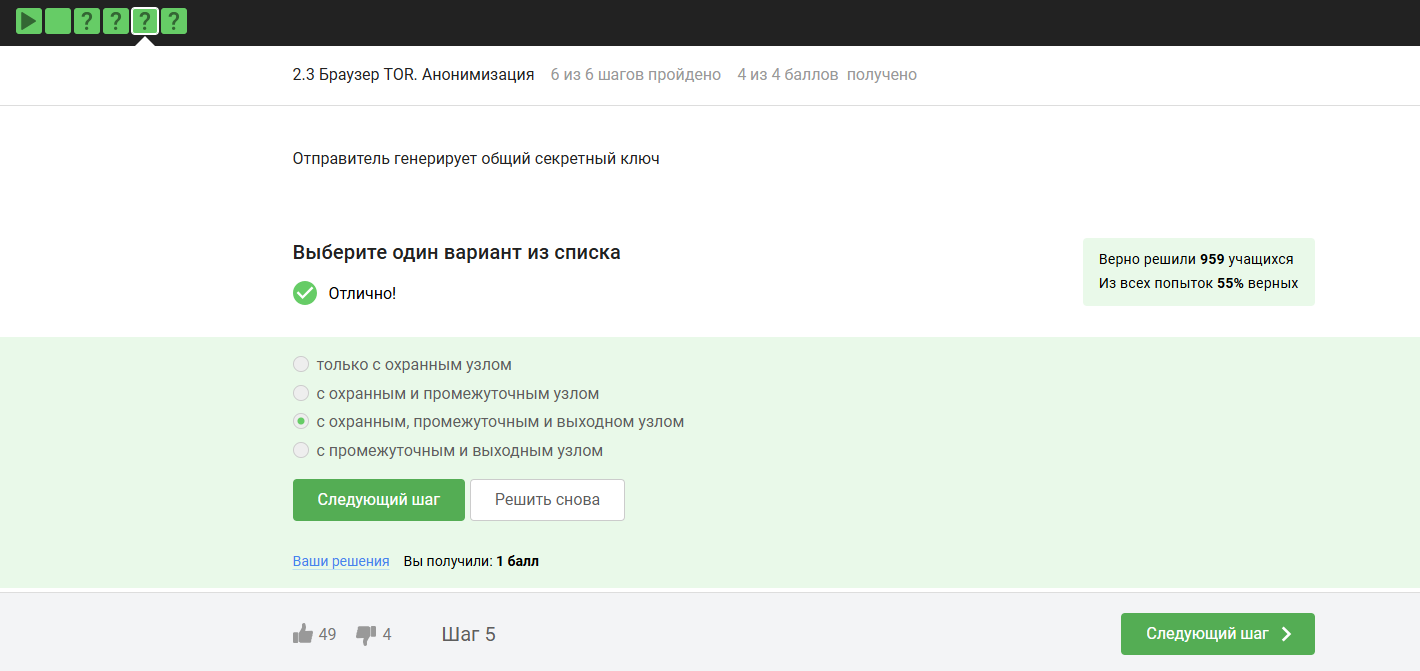 ? ? ? ?
2.3 Браузер TOR. Анонимизация 6 из 6 шагов пройдено 4 из 4 баллов получено
Отправитель генерирует общий секретный ключ
Выберите один вариант из списка
Отлично!
Верно решили 959 учащихся
Из всех попыток 55% верных
только с охранным узлом
с охранным и промежуточным узлом
с охранным, промежуточным и выходном узлом
с промежуточным и выходным узлом
Следующий шаг Решить снова
Ваши решения Вы получили: 1 балл
49 4 Шаг 5 Следующий шаг